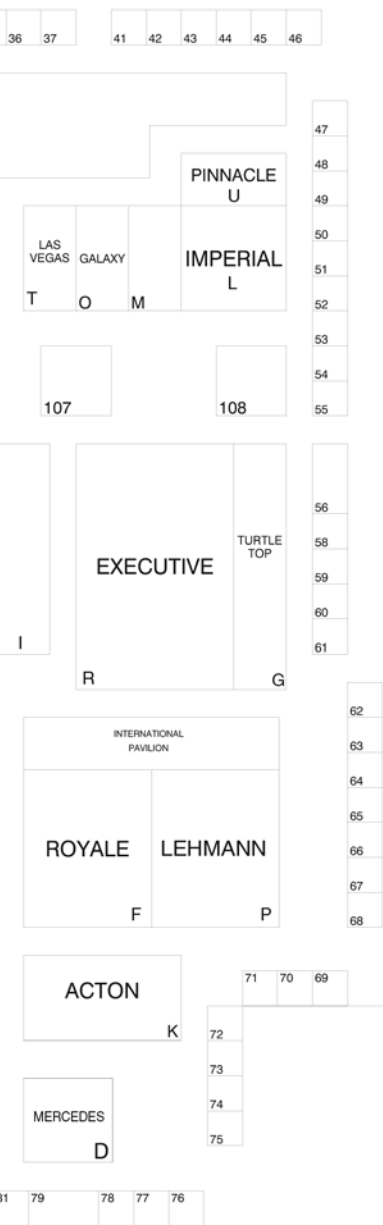 36 37 41 42 43 44 45 46
47
48
PINNACLE
U
49
LAS
VEGAS
GALAXY
IMPERIAL
L
T
O
M
50
51
52
53
54
107
108
55
56
TURTLE
TOP
58
EXECUTIVE
59
60
I
61
R
G
62
INTERNATIONAL
PAVILION
63
64
65
ROYALE
LEHMANN
66
67
F
P
68
ACTON
K
71 70 69
72
73
74
75
MERCEDES
D
79 78 77 76